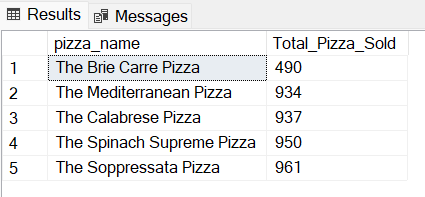 Results Messages
pizza_name Total_Pizza_Sold
1 The Brie Carre Pizza 490
2 The Mediterranean Pizza 934
3 The Calabrese Pizza 937
4 The Spinach Supreme Pizza 950
5 The Soppressata Pizza 961